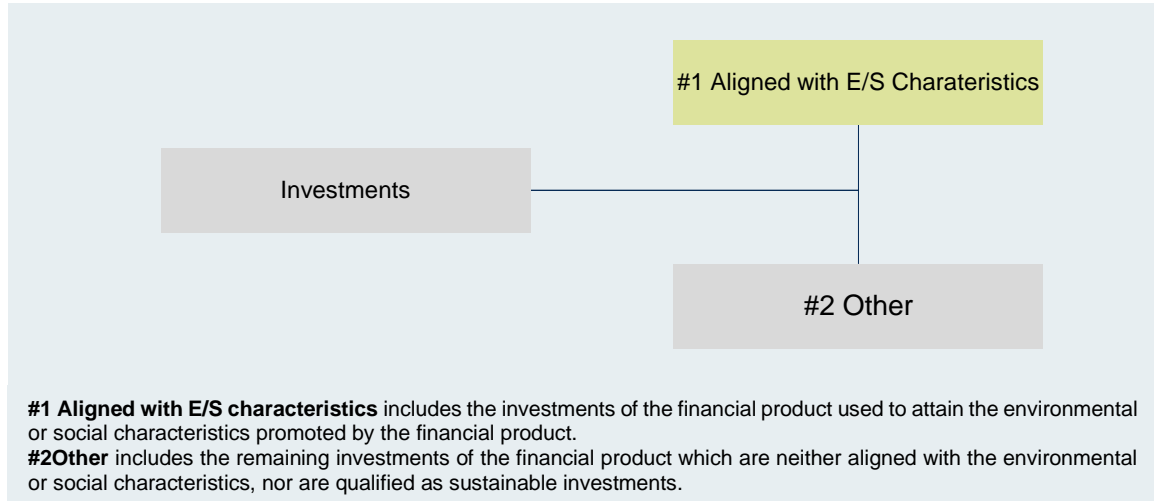 #1 Aligned with E/S Charateristics
Investments
#2 Other
#1 Aligned with E/S characteristics includes the investments of the financial product used to attain the environmental
or social characteristics promoted by the financial product.
#2Other includes the remaining investments of the financial product which are neither aligned with the environmental
or social characteristics, nor are qualified as sustainable investments.